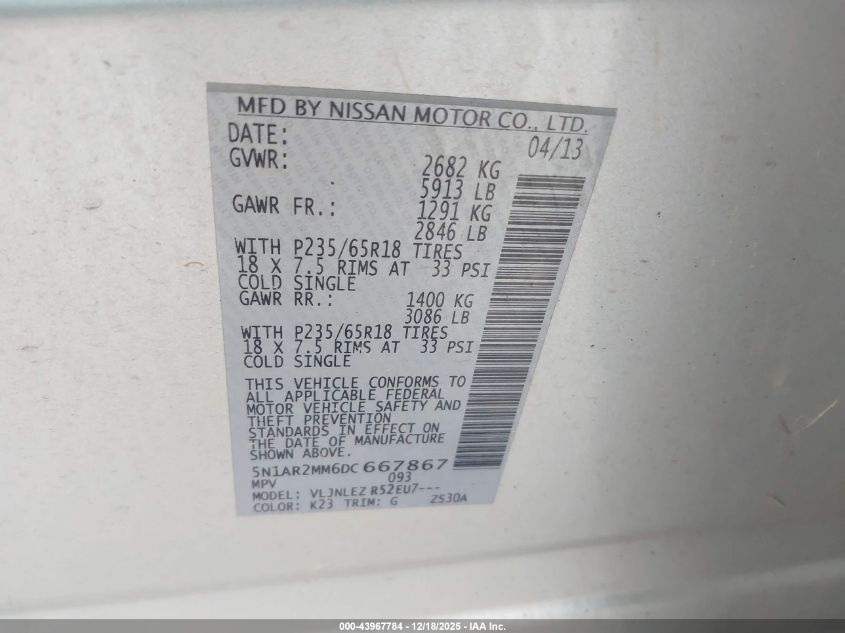 MFD BY NISSAN MOTOR CO., LTD.
DATE: 04/13
GVWR: 2682 KG
5913 LB
GAWR FR.: 1291 KG
2846 LB
WITH P235/65R18 TIRES
18 X 7.5 RIMS AT 33 PSI
COLD SINGLE
GAWR RR.: 1400 KG
3086 LB
WITH P235/65R18 TIRES
18 X 7.5 RIMS AT 33 PSI
COLD SINGLE
THIS VEHICLE CONFORMS TO
ALL APPLICABLE FEDERAL
MOTOR VEHICLE SAFETY AND
THEFT PREVENTION
STANDARDS IN EFFECT ON
THE DATE OF MANUFACTURE
SHOWN ABOVE.
5N1AR2MM6DC667867
MPV 093
MODEL: VLJNLEZ R52EU7---
COLOR: K23 TRIM: G ZS30A
000-43967784 - 12/18/2025 - IAA Inc.